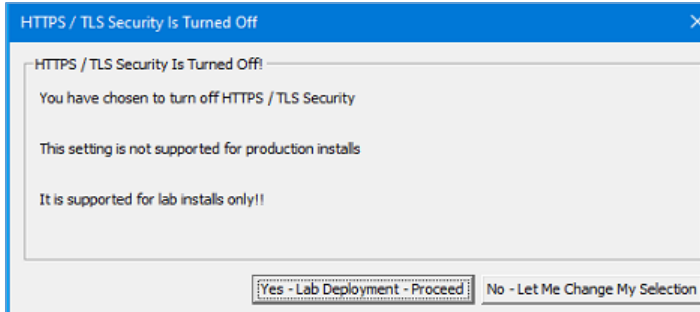 HTTPS / TLS Security Is Turned Off
HTTPS / TLS Security Is Turned Off!
You have chosen to turn off HTTPS / TLS Security
This setting is not supported for production installs
It is supported for lab installs only!!
Yes - Lab Deployment - Proceed No - Let Me Change My Selection